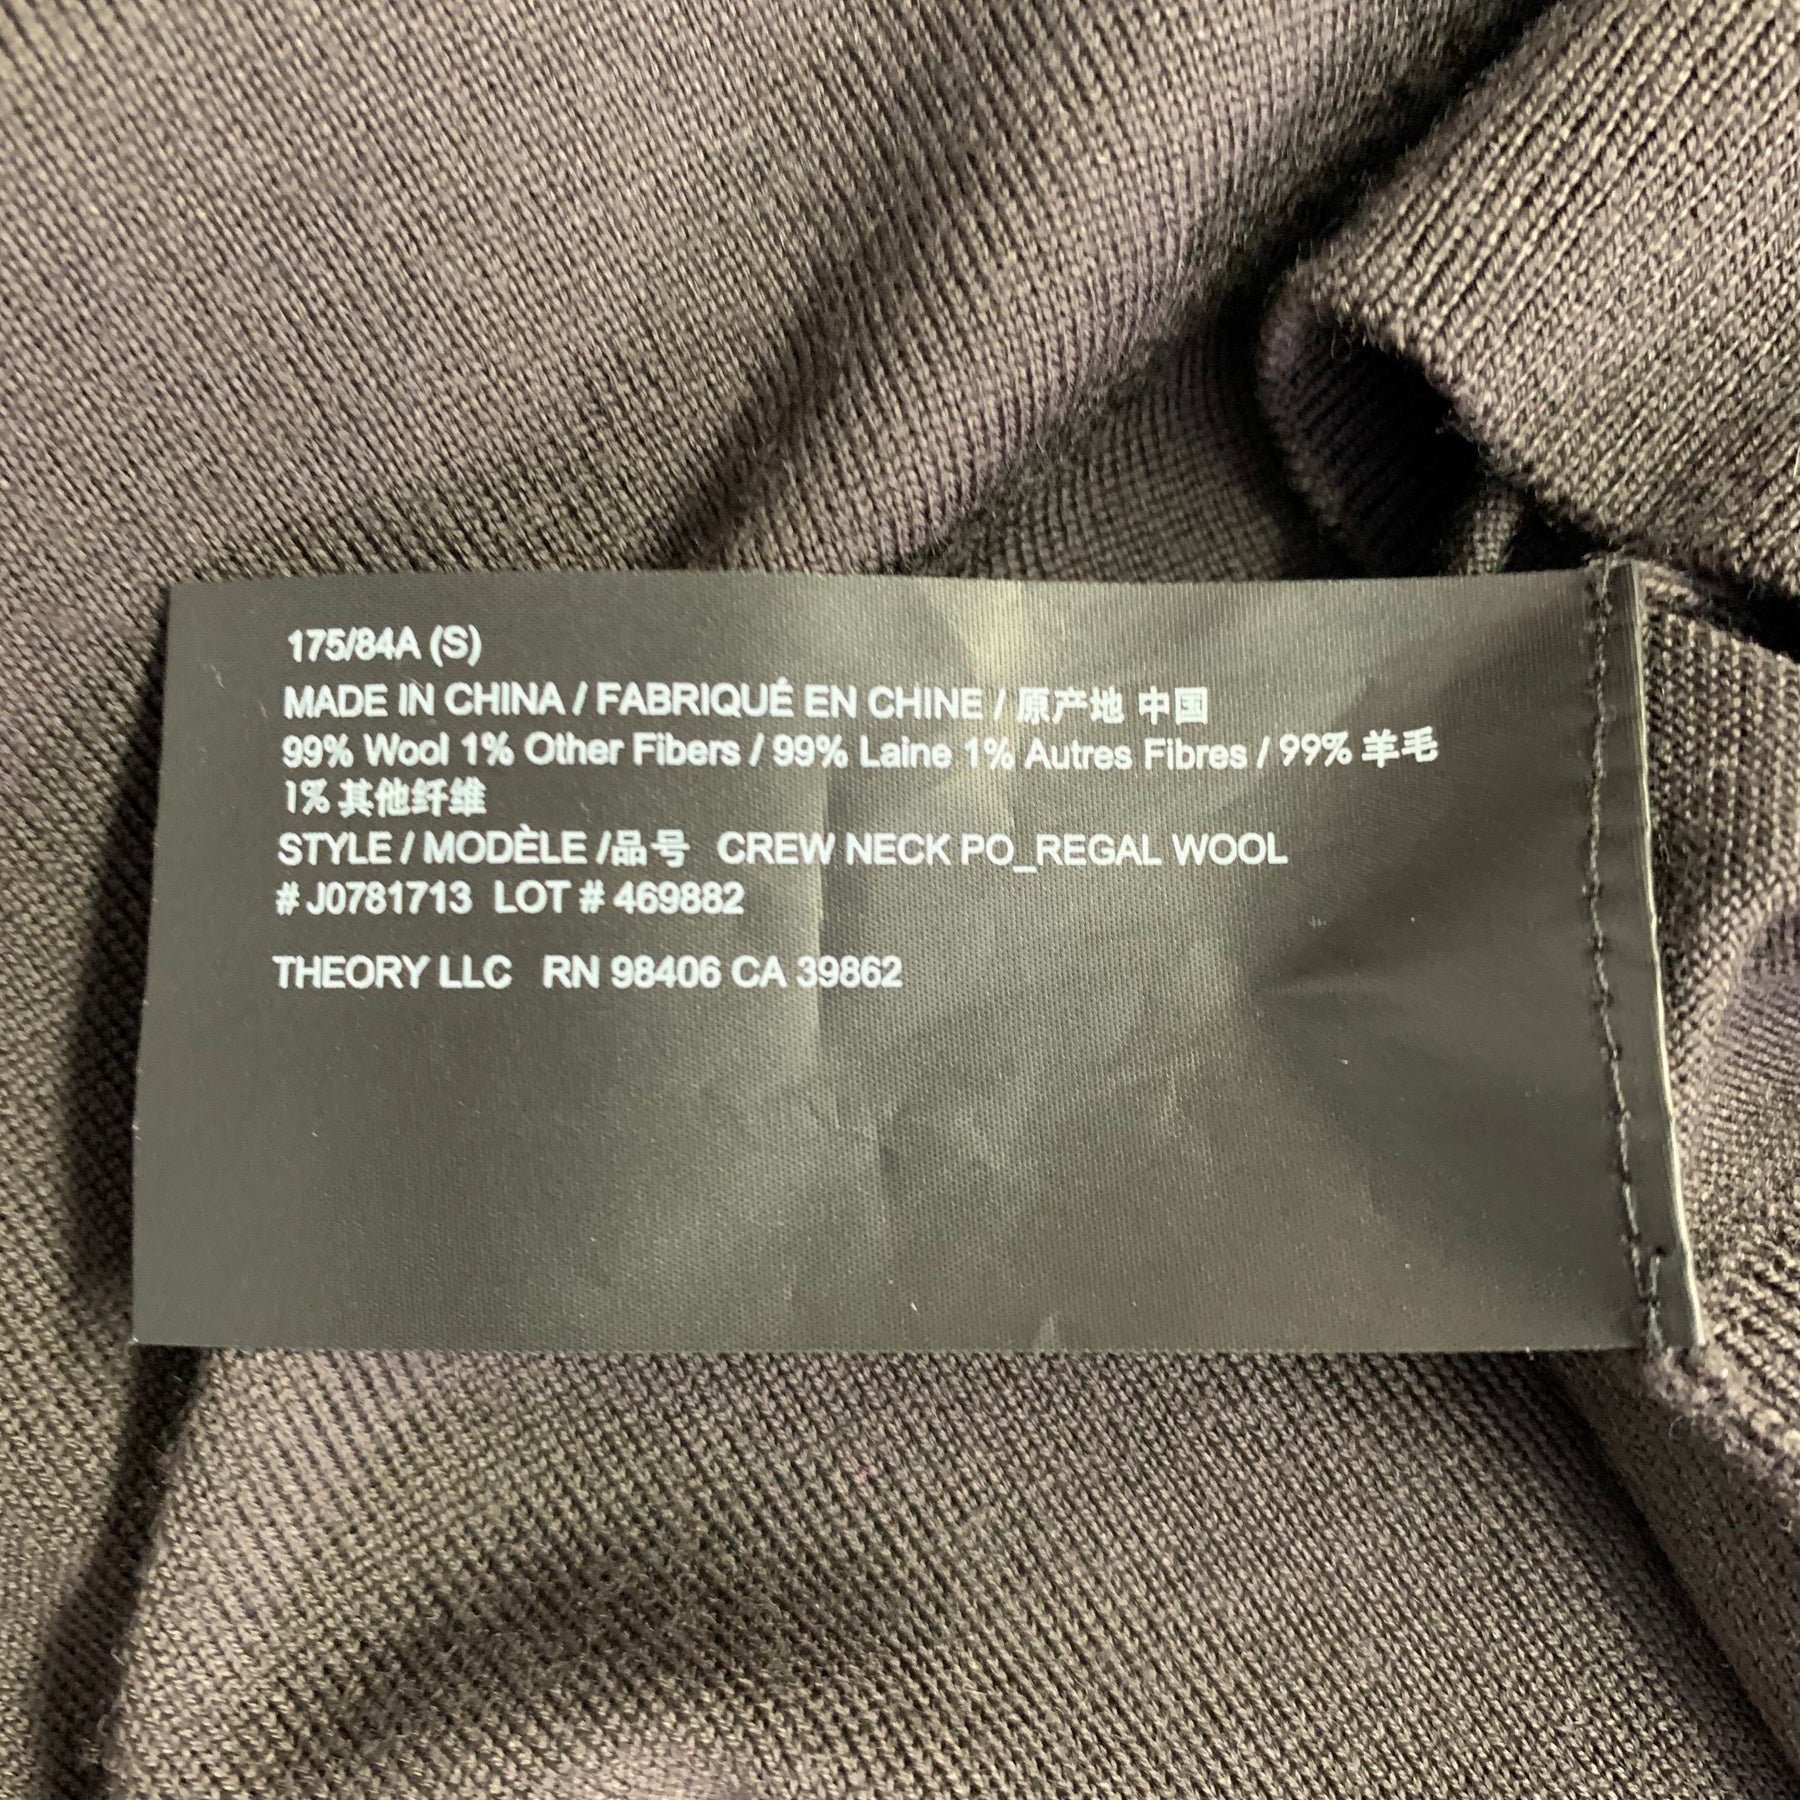 175/84A (S)
MADE IN CHINA / FABRIQUÉ EN CHINE / 原产地 中国
99% Wool 1% Other Fibers / 99% Laine 1% Autres Fibres / 99% 羊毛
1% 其他纤维
STYLE / MODÈLE /品号 CREW NECK PO_REGAL WOOL
# J0781713 LOT # 469882
THEORY LLC RN 98406 CA 39862